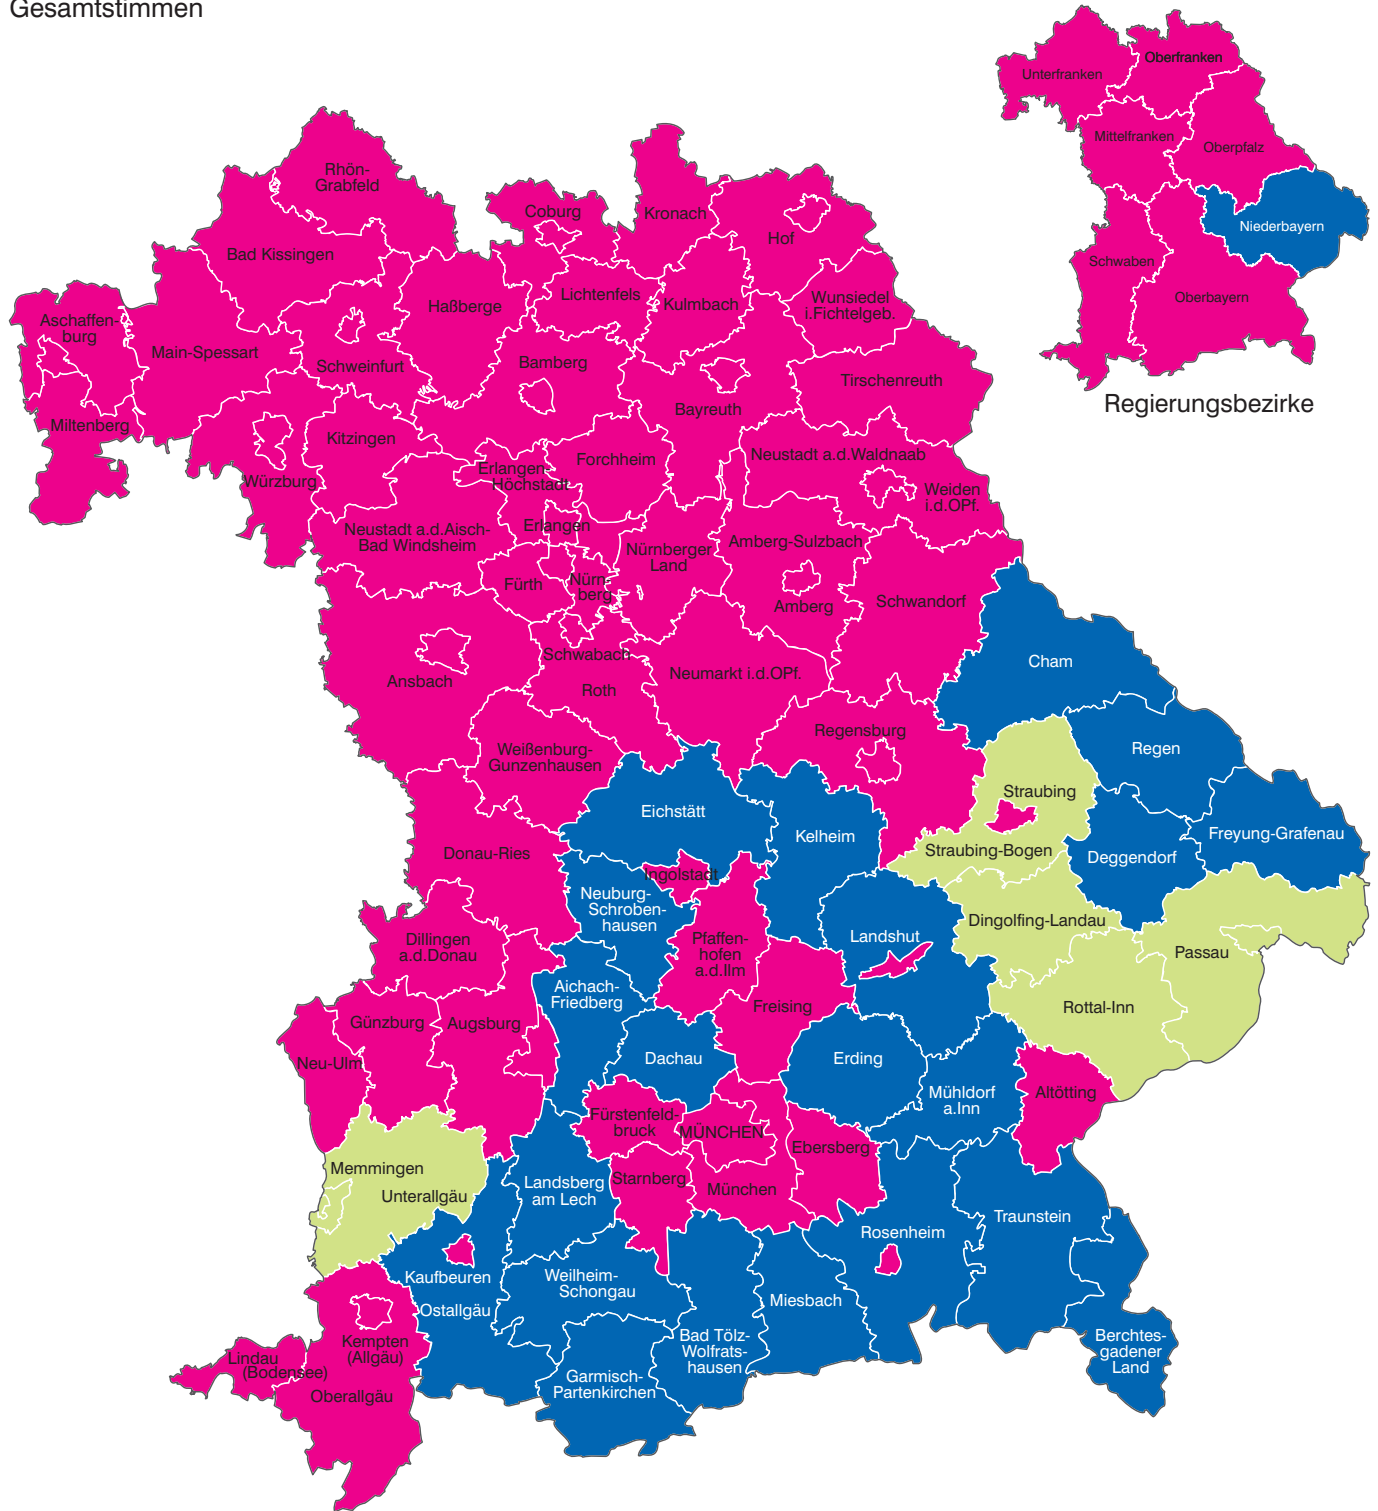 Gesamtstimmen
Unterfranken
Oberfranken
Mittelfranken
Oberpfalz
Niederbayern
Schwaben
Oberbayern
Regierungsbezirke
Rhön-
Grabfeld
Coburg
Kronach
Hof
Bad Kissingen
Lichtenfels
Haßberge
Kulmbach
Wunsiedel
i.Fichtelgeb.
Aschaffen-
burg
Main-Spessart
Schweinfurt
Bamberg
Tirschenreuth
Bayreuth
Miltenberg
Kitzingen
Neustadt a.d.Waldnaab
Forchheim
Erlangen-
Höchstadt
Würzburg
Weiden
i.d.OPf.
Erlangen
Neustadt a.d.Aisch-
Bad Windsheim
Amberg-Sulzbach
Nürnberger
Land
Fürth
Nürn-
berg
Schwandorf
Amberg
Schwabach
Cham
Neumarkt i.d.OPf.
Ansbach
Roth
Regensburg
Weißenburg-
Gunzenhausen
Regen
Straubing
Eichstätt
Freyung-Grafenau
Kelheim
Donau-Ries
Straubing-Bogen
Deggendorf
Ingolstadt
Neuburg-
Schroben-
hausen
Dingolfing-Landau
Landshut
Dillingen
a.d.Donau
Pfaffen-
hofen
a.d.Ilm
Passau
Aichach-
Friedberg
Freising
Rottal-Inn
Günzburg
Augsburg
Neu-Ulm
Dachau
Erding
Mühldorf
a.Inn
Altötting
Fürstenfeld-
bruck
MÜNCHEN
Ebersberg
Memmingen
Unterallgäu
Landsberg
am Lech
Starnberg
München
Traunstein
Rosenheim
Kaufbeuren
Weilheim-
Schongau
Miesbach
Ostallgäu
Kempten
(Allgäu)
Bad Tölz-
Wolfrats-
hausen
Berchtes-
gadener
Land
Lindau
(Bodensee)
Oberallgäu
Garmisch-
Partenkirchen